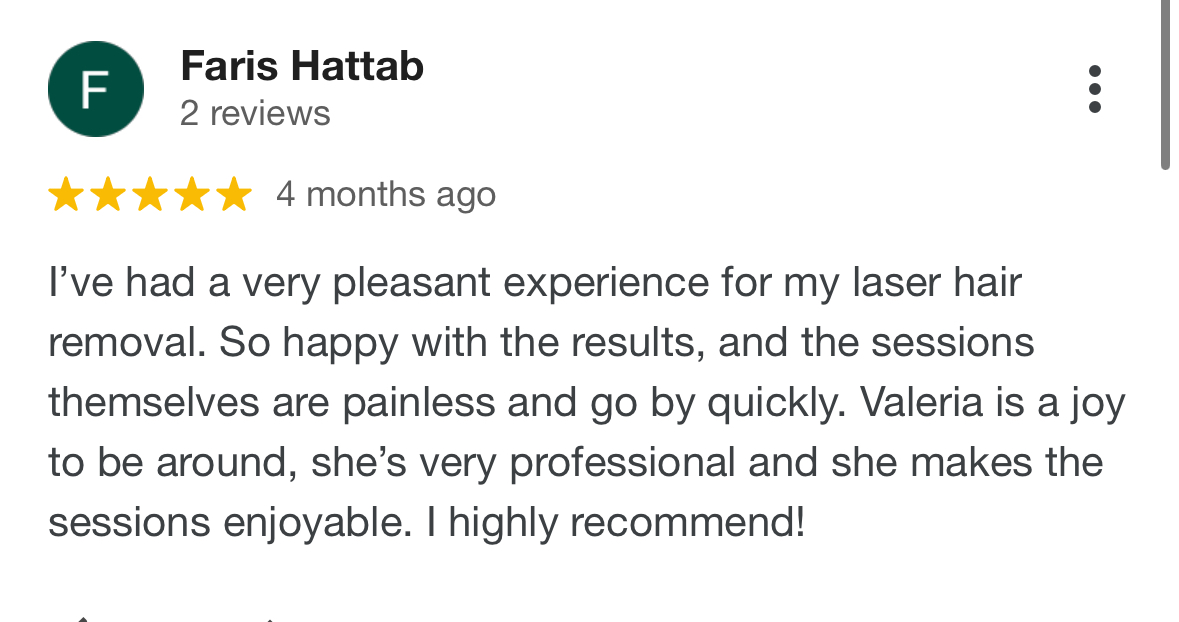 F
Faris Hattab
2 reviews
4 months ago
I’ve had a very pleasant experience for my laser hair
removal. So happy with the results, and the sessions
themselves are painless and go by quickly. Valeria is a joy
to be around, she’s very professional and she makes the
sessions enjoyable. I highly recommend!